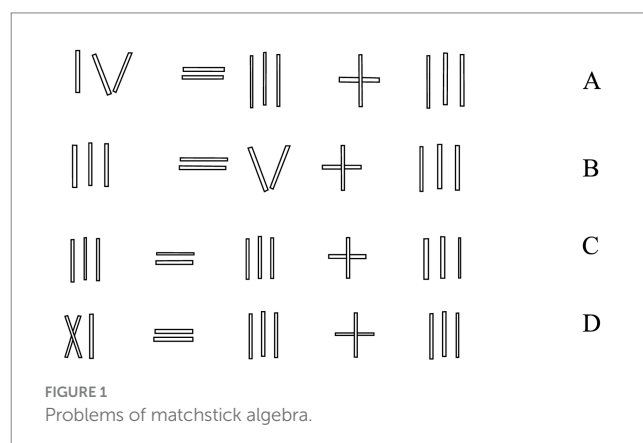 IV = III + III A
III = V + III B
III = III + III C
XI = III + III D
FIGURE 1
Problems of matchstick algebra.